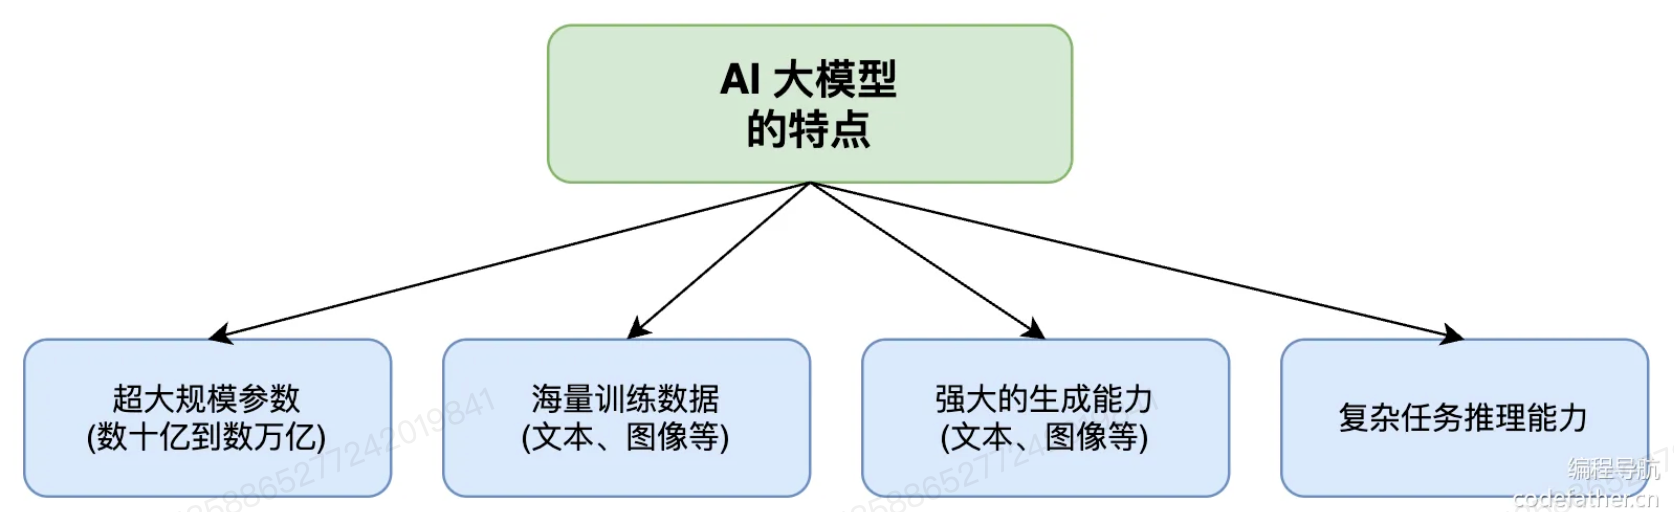 AI 大模型
的特点
超大规模参数
(数十亿到数万亿)
海量训练数据
(文本、图像等)
强大的生成能力
(文本、图像等)
复杂任务推理能力
编程导航
codefather.cn